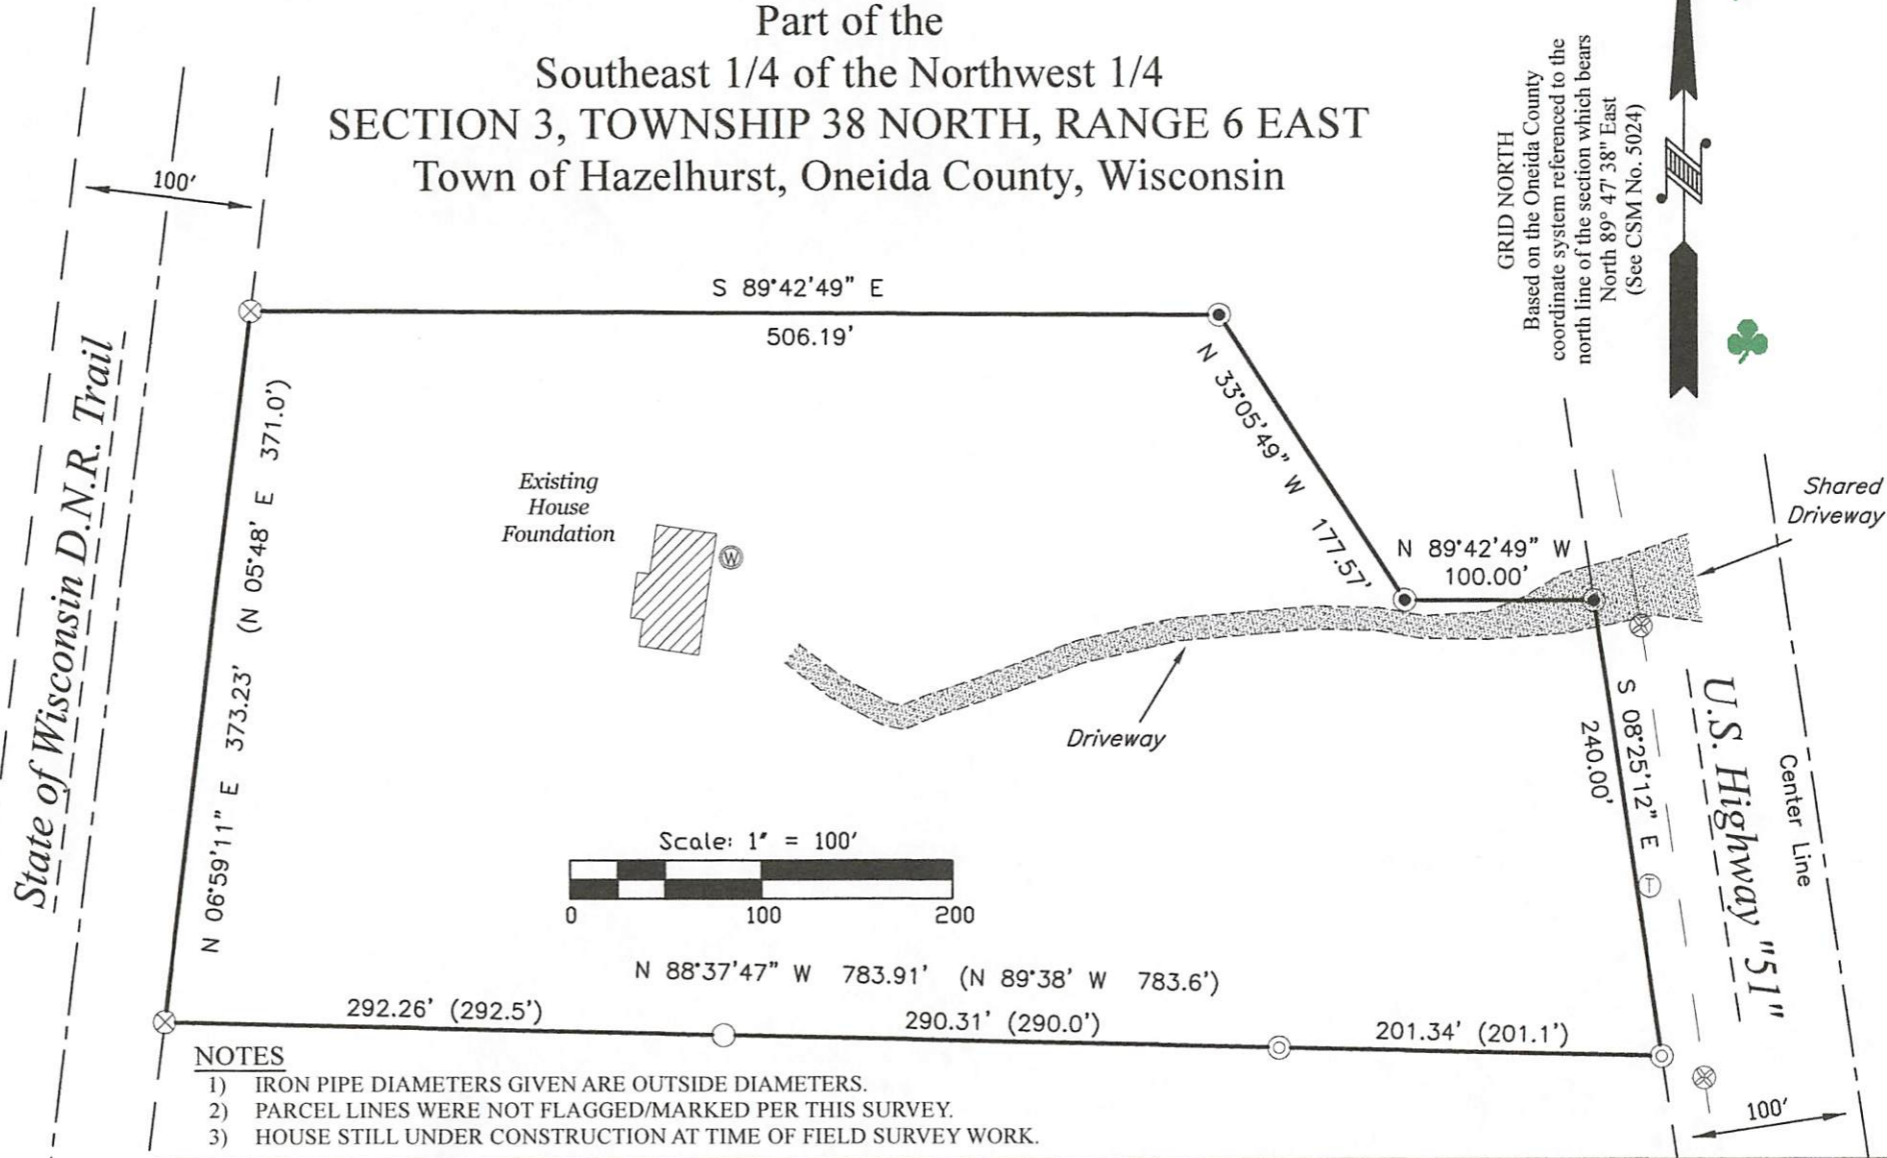 Part of the
Southeast 1/4 of the Northwest 1/4
SECTION 3, TOWNSHIP 38 NORTH, RANGE 6 EAST
Town of Hazelhurst, Oneida County, Wisconsin
GRID NORTH
Based on the Oneida County
coordinate system referenced to the
north line of the section which bears
North 89° 47' 38" East
(See CSM No. 5024)
N
100'
S 89°42'49" E
506.19'
State of Wisconsin D.N.R. Trail
N 06°59'11" E 373.23' (N 05°48' E 371.0')
N 33°05'49" W 177.57'
Existing
House
Foundation
W
N 89°42'49" W
100.00'
Shared
Driveway
Driveway
S 08°25'12" E
240.00'
T
U.S. Highway "51"
Center Line
Scale: 1" = 100'
0 100 200
N 88°37'47" W 783.91' (N 89°38' W 783.6')
292.26' (292.5')
290.31' (290.0')
201.34' (201.1')
100'
NOTES
1) IRON PIPE DIAMETERS GIVEN ARE OUTSIDE DIAMETERS.
2) PARCEL LINES WERE NOT FLAGGED/MARKED PER THIS SURVEY.
3) HOUSE STILL UNDER CONSTRUCTION AT TIME OF FIELD SURVEY WORK.